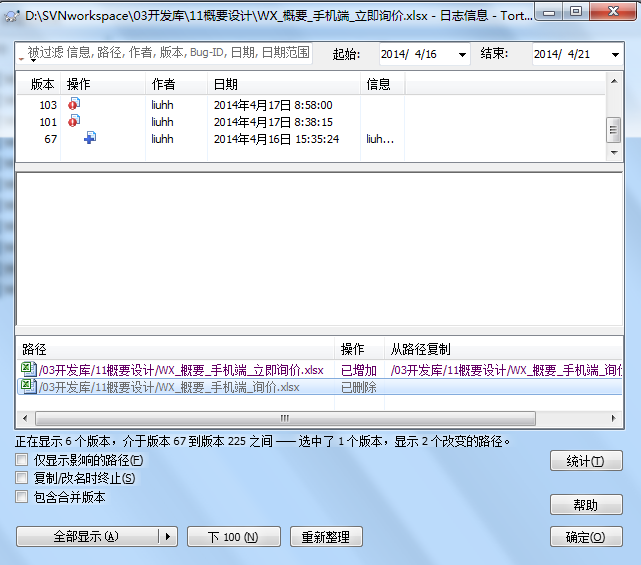 D:\SVNworkspace\03开发库\11概要设计\WX_概要_手机端_立即询价.xlsx - 日志信息 - Tort...
被过滤 信息, 路径, 作者, 版本, Bug-ID, 日期, 日期范围 起始: 2014/ 4/16 结束: 2014/ 4/21
版本 操作 作者 日期 信息
103 liuhh 2014年4月17日 8:58:00
101 liuhh 2014年4月17日 8:38:15
67 liuhh 2014年4月16日 15:35:24 liuh...
路径 操作 从路径复制
/03开发库/11概要设计/WX_概要_手机端_立即询价.xlsx 已增加 /03开发库/11概要设计/WX_概要_手机端_询
/03开发库/11概要设计/WX_概要_手机端_询价.xlsx 已删除
正在显示 6 个版本，介于版本 67 到版本 225 之间 —— 选中了 1 个版本，显示 2 个改变的路径。
仅显示影响的路径(F)
复制/改名时终止(S)
包含合并版本
统计(T)
帮助
全部显示(A) 下 100 (N) 重新整理 确定(O)